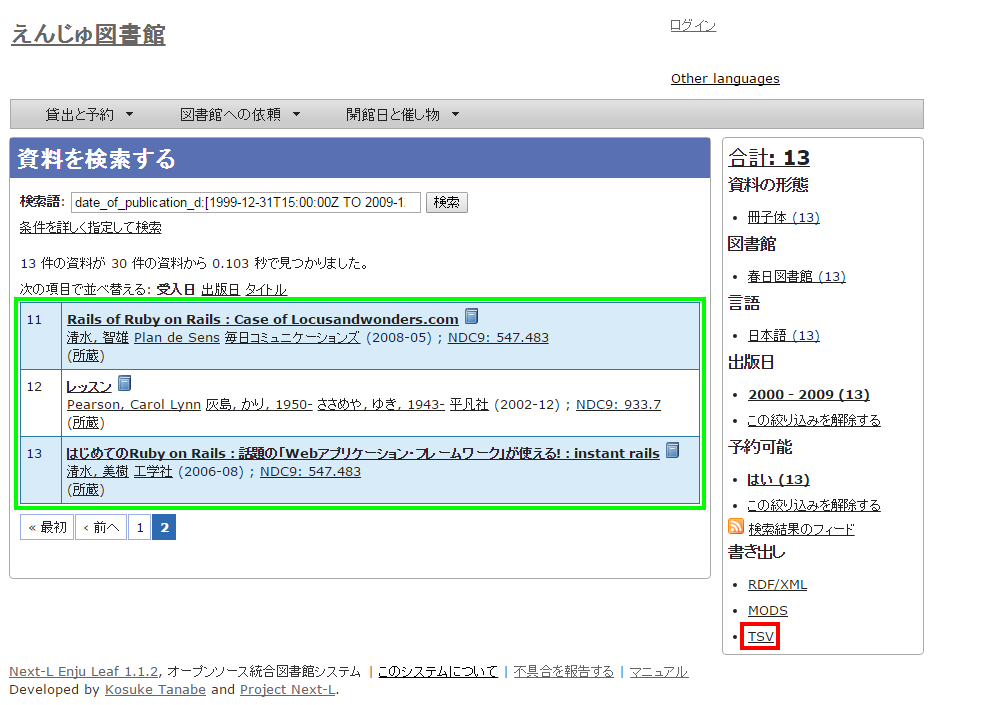 えんじゅ図書館
ログイン
Other languages
貸出と予約 ▼ 図書館への依頼 ▼ 開館日と催し物 ▼
資料を検索する
検索語: date_of_publication_d:[1999-12-31T15:00:00Z TO 2009-1 検索
条件を詳しく指定して検索
13 件の資料が 30 件の資料から 0.103 秒で見つかりました。
次の項目で並べ替える: 受入日 出版日 タイトル
11 Rails of Ruby on Rails : Case of Locusandwonders.com
清水, 智雄 Plan de Sens 毎日コミュニケーションズ (2008-05) ; NDC9: 547.483
(所蔵)
12 レッスン
Pearson, Carol Lynn 灰島, かり, 1950- ささめや, ゆき, 1943- 平凡社 (2002-12) ; NDC9: 933.7
(所蔵)
13 はじめてのRuby on Rails : 話題の「Webアプリケーション・フレームワーク」が使える! : instant rails
清水, 美樹 工学社 (2006-08) ; NDC9: 547.483
(所蔵)
« 最初 ‹ 前へ 1 2
合計: 13
資料の形態
• 冊子体 (13)
図書館
• 春日図書館 (13)
言語
• 日本語 (13)
出版日
• 2000 - 2009 (13)
• この絞り込みを解除する
予約可能
• はい (13)
• この絞り込みを解除する
検索結果のフィード
書き出し
• RDF/XML
• MODS
• TSV
Next-L Enju Leaf 1.1.2, オープンソース統合図書館システム | このシステムについて | 不具合を報告する | マニュアル
Developed by Kosuke Tanabe and Project Next-L.